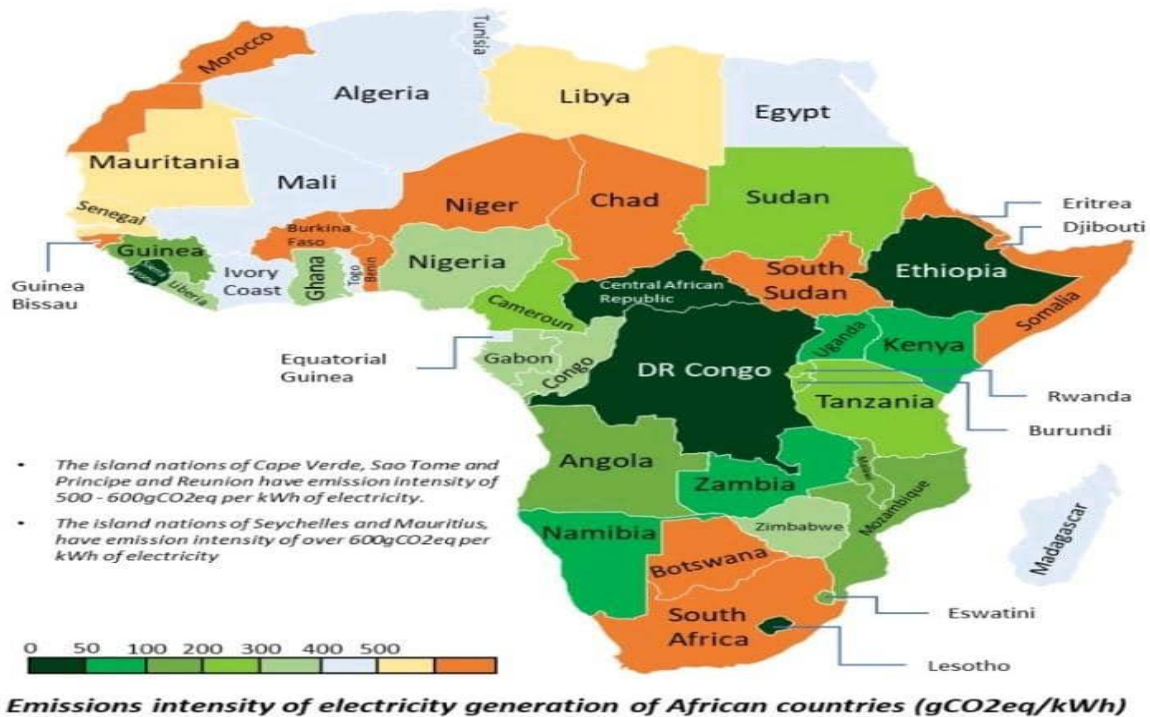 Tunisia
Morocco
Algeria
Libya
Egypt
Mauritania
Mali
Niger
Chad
Sudan
Eritrea
Djibouti
Senegal
Burkina
Faso
Guinea
Guinea
Bissau
Ivory
Coast
Ghana
Togo
Benin
Nigeria
Liberia
Cameroun
Central African
Republic
South
Sudan
Ethiopia
Somalia
Equatorial
Guinea
Gabon
Congo
DR Congo
Uganda
Kenya
Rwanda
Burundi
Tanzania
Angola
Zambia
Mozambique
Madagascar
Zimbabwe
Namibia
Botswana
South
Africa
Eswatini
Lesotho
• The island nations of Cape Verde, Sao Tome and
Principe and Reunion have emission intensity of
500 - 600gCO2eq per kWh of electricity.
• The island nations of Seychelles and Mauritius,
have emission intensity of over 600gCO2eq per
kWh of electricity
0 50 100 200 300 400 500
Emissions intensity of electricity generation of African countries (gCO2eq/kWh)